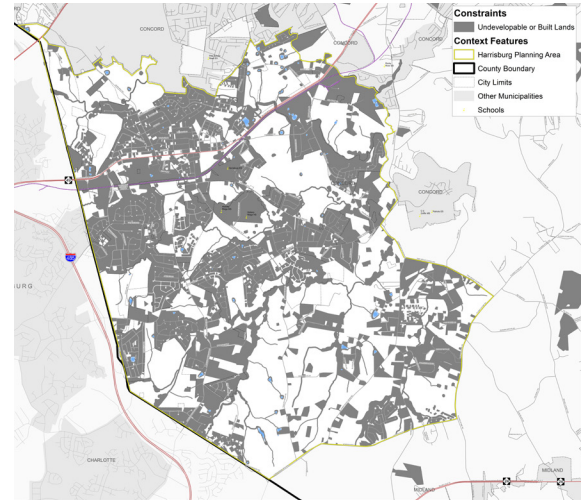 Constraints
Undevelopable or Built Lands
Context Features
Harrisburg Planning Area
County Boundary
City Limits
Other Municipalities
Schools
CONCORD
CONCORD
CONCORD
CONCORD
BURG
CHARLOTTE
MIDLAND
MIDLAND